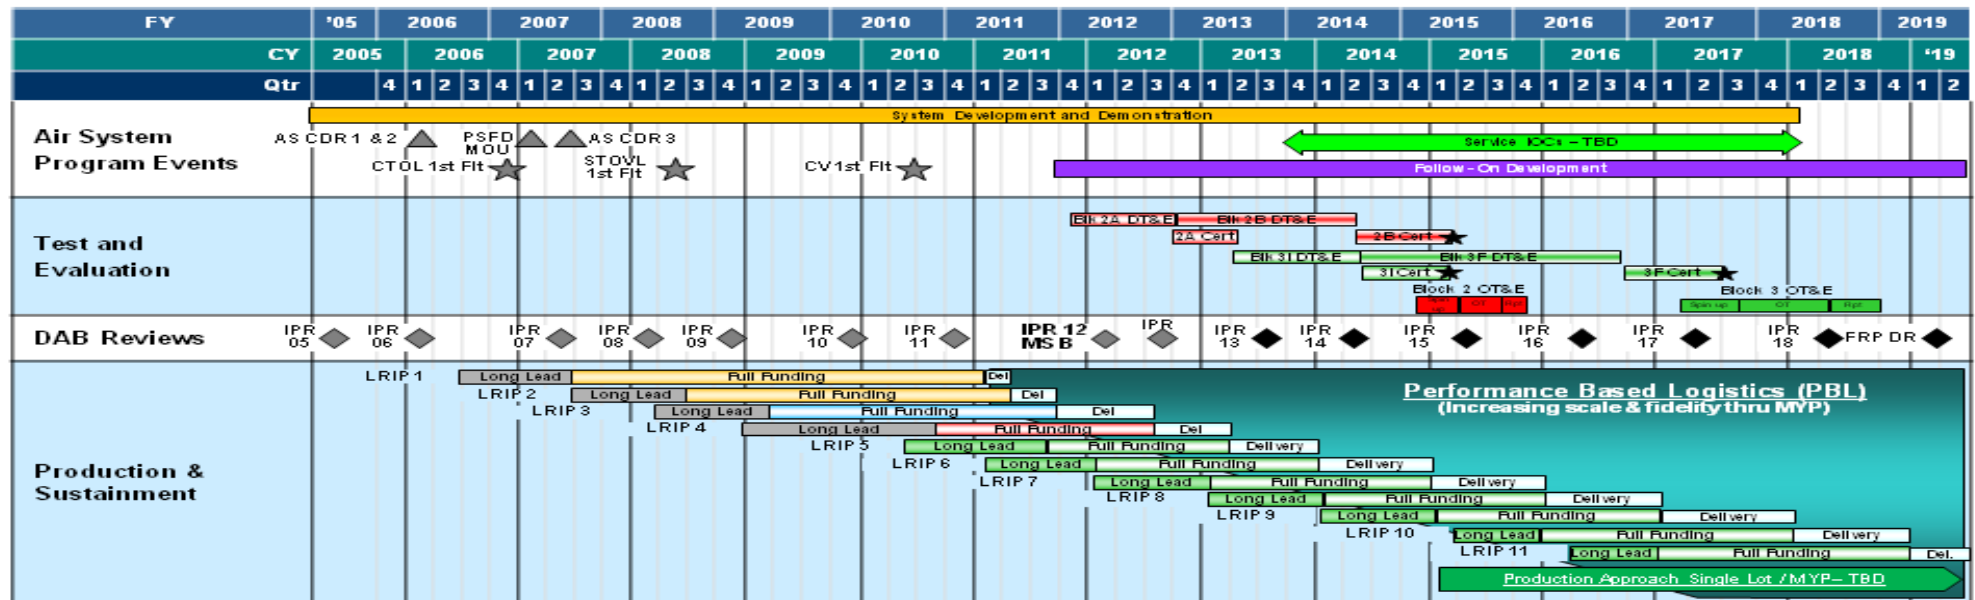 FY '05 2006 2007 2008 2009 2010 2011 2012 2013 2014 2015 2016 2017 2018 2019
CY 2005 2006 2007 2008 2009 2010 2011 2012 2013 2014 2015 2016 2017 2018 '19
Qtr 4 1 2 3 4 1 2 3 4 1 2 3 4 1 2 3 4 1 2 3 4 1 2 3 4 1 2 3 4 1 2 3 4 1 2 3 4 1 2 3 4 1 2 3 4 1 2 3 4 1 2 3 4 1 2
Air System
Program Events
System Development and Demonstration
AS CDR 1 & 2
PSFD
MOU
AS CDR 3
Service IOCs – TBD
CTOL 1st Flt
STOVL
1st Flt
CV 1st Flt
Follow-On Development
Test and
Evaluation
Blk 2A DT&E
Blk 2B DT&E
2A Cert
2B Cert
Blk 3I DT&E
Blk 3F DT&E
3I Cert
3F Cert
Block 2 OT&E
Spin up
OT
Rpt
Block 3 OT&E
Spin up
OT
Rpt
DAB Reviews
IPR
05
IPR
06
IPR
07
IPR
08
IPR
09
IPR
10
IPR
11
IPR 12
MS B
IPR
IPR
13
IPR
14
IPR
15
IPR
16
IPR
17
IPR
18
FRP DR
Production &
Sustainment
LRIP 1 Long Lead Full Funding Del
LRIP 2 Long Lead Full Funding Del
LRIP 3 Long Lead Full Funding Del
LRIP 4 Long Lead Full Funding Del
LRIP 5 Long Lead Full Funding Delivery
LRIP 6 Long Lead Full Funding Delivery
LRIP 7 Long Lead Full Funding Delivery
LRIP 8 Long Lead Full Funding Delivery
LRIP 9 Long Lead Full Funding Delivery
LRIP 10 Long Lead Full Funding Delivery
LRIP 11 Long Lead Full Funding Del.
Performance Based Logistics (PBL)
(Increasing scale & fidelity thru MYP)
Production Approach Single Lot / MYP– TBD